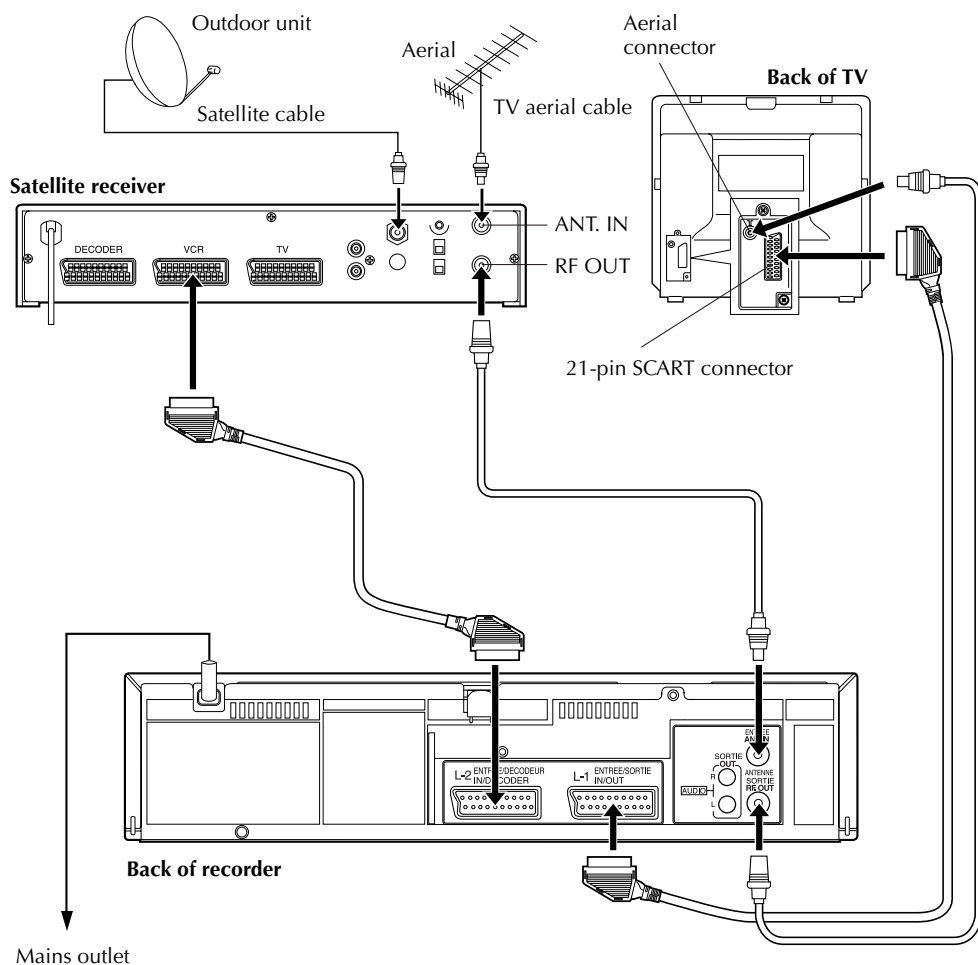 Outdoor unit
Aerial
Aerial
connector
Back of TV
TV aerial cable
Satellite cable
Satellite receiver
ANT. IN
DECODER
VCR
TV
RF OUT
21-pin SCART connector
ENTREE
ANT. IN
SORTIE
OUT
R
ANTENNE
SORTIE
RF. OUT
AUDIO
L
L-2 ENTREE/DECODEUR
IN/DECODER
L-1 ENTREE/SORTIE
IN/OUT
Back of recorder
Mains outlet